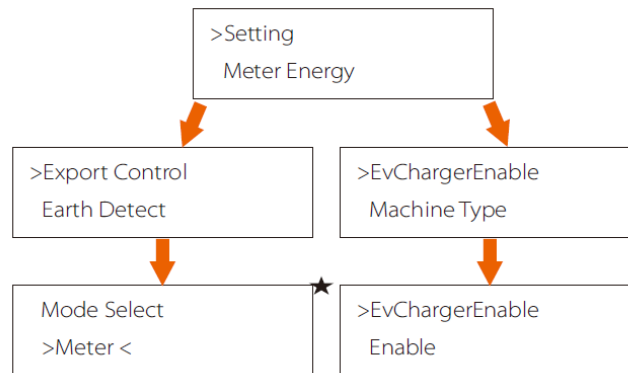 >Setting
Meter Energy
>Export Control
Earth Detect
>EvChargerEnable
Machine Type
Mode Select
>Meter <
>EvChargerEnable
Enable